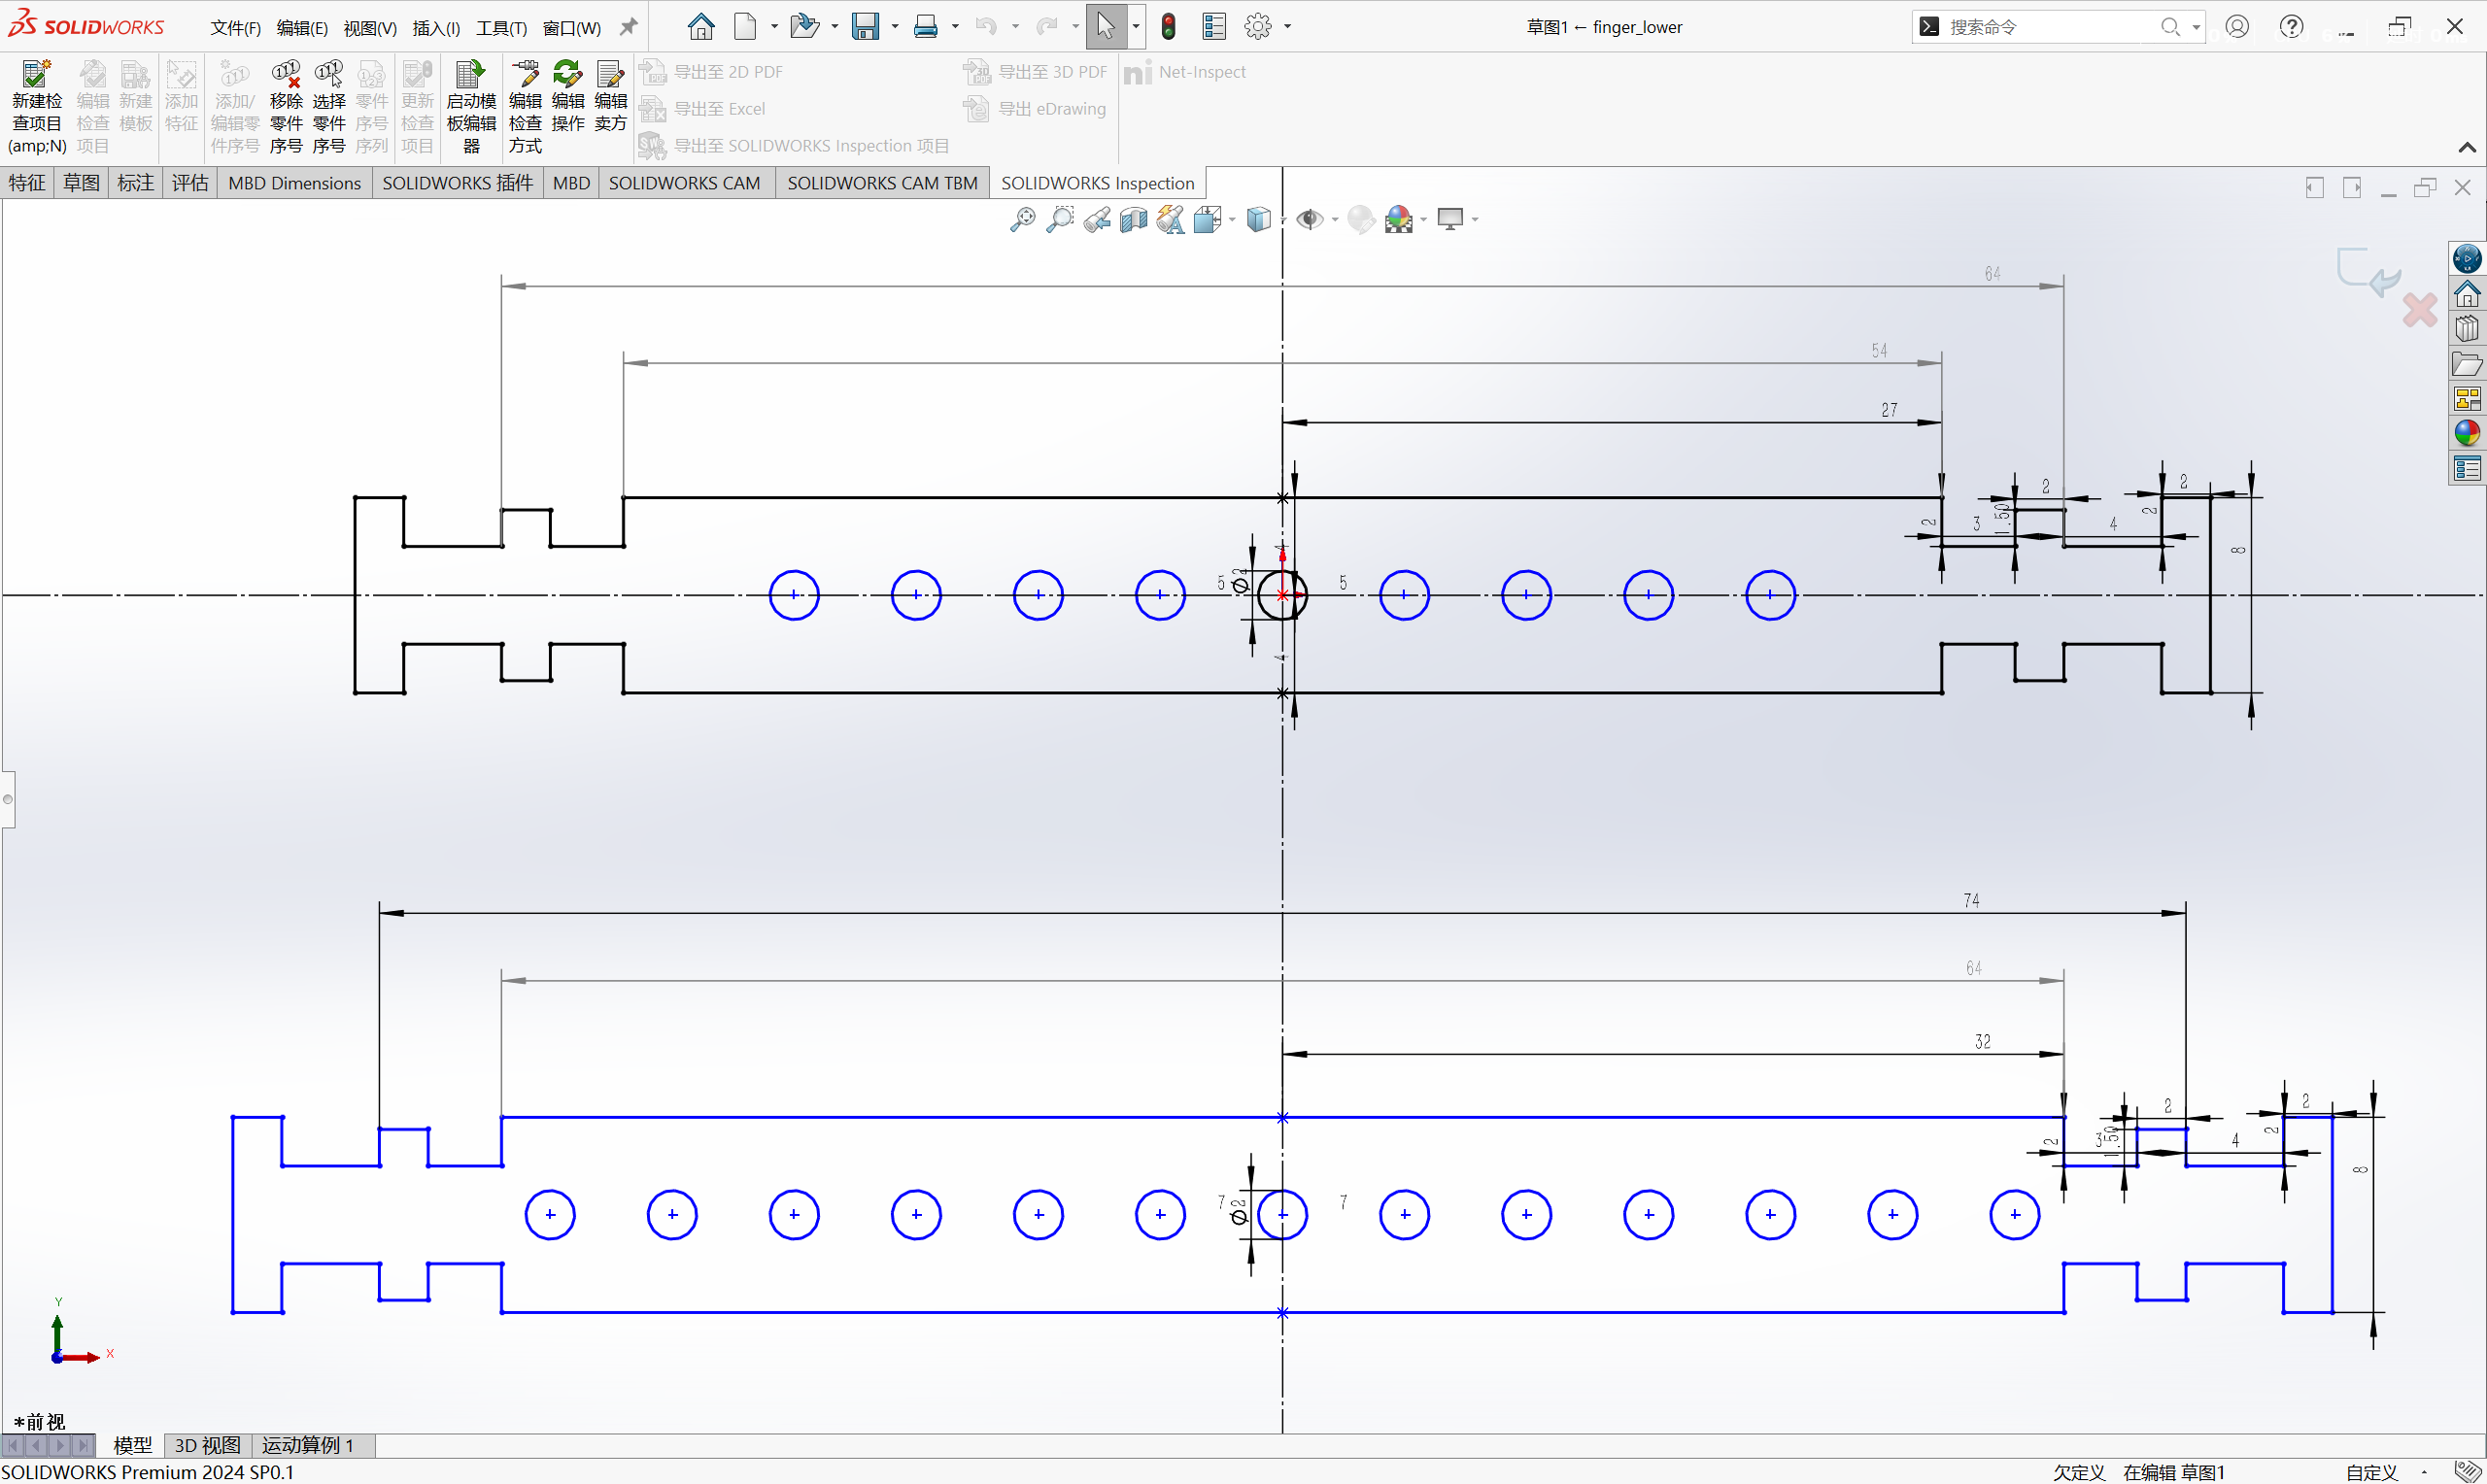 SOLIDWORKS 文件(F) 编辑(E) 视图(V) 插入(I) 工具(T) 窗口(W) 草图1 ← finger_lower 搜索命令
新建检查项目(amp;N)
编辑检查项目
新建模板
添加特征
添加/编辑零件序号
移除零件序号
选择零件序号
零件序号序列
更新检查项目
启动模板编辑器
编辑检查方式
编辑操作
编辑卖方
导出至 2D PDF
导出至 Excel
导出至 SOLIDWORKS Inspection 项目
导出至 3D PDF
导出 eDrawing
Net-Inspect
特征 草图 标注 评估 MBD Dimensions SOLIDWORKS 插件 MBD SOLIDWORKS CAM SOLIDWORKS CAM TBM SOLIDWORKS Inspection
64
54
27
2 2
2 3 1.50 4 2
8
5 Ø2 5
4
4
74
64
32
2 2
2 3 1.50 4 2
8
7 Ø2 7
Y
X
*前视
模型 3D 视图 运动算例 1
SOLIDWORKS Premium 2024 SP0.1 欠定义 在编辑 草图1 自定义